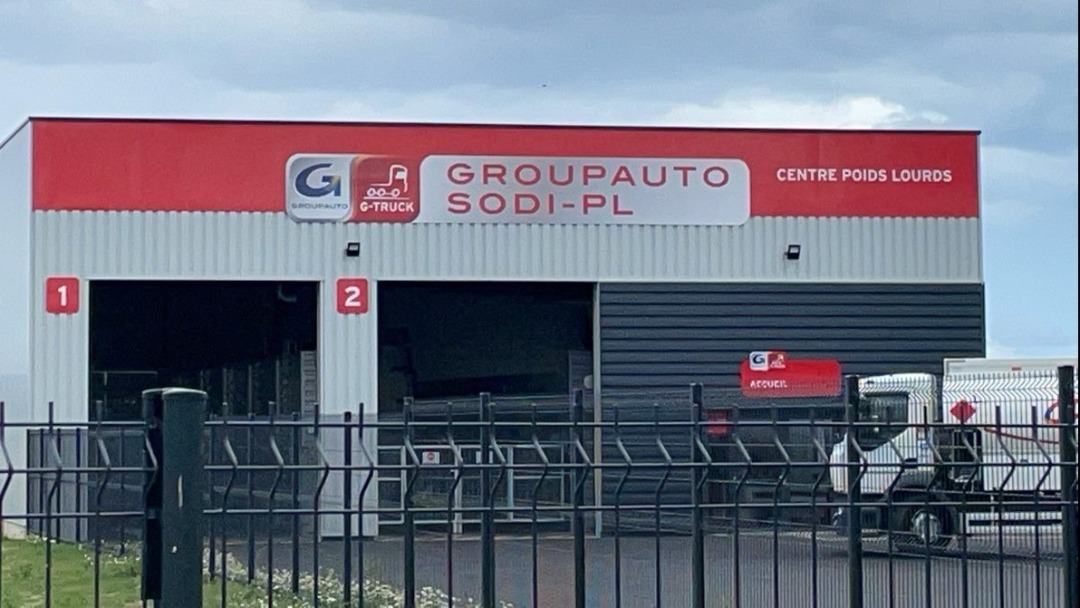 GROUPAUTO
G-TRUCK
GROUPAUTO
SODI-PL
CENTRE POIDS LOURDS
1
2
ACCUEIL